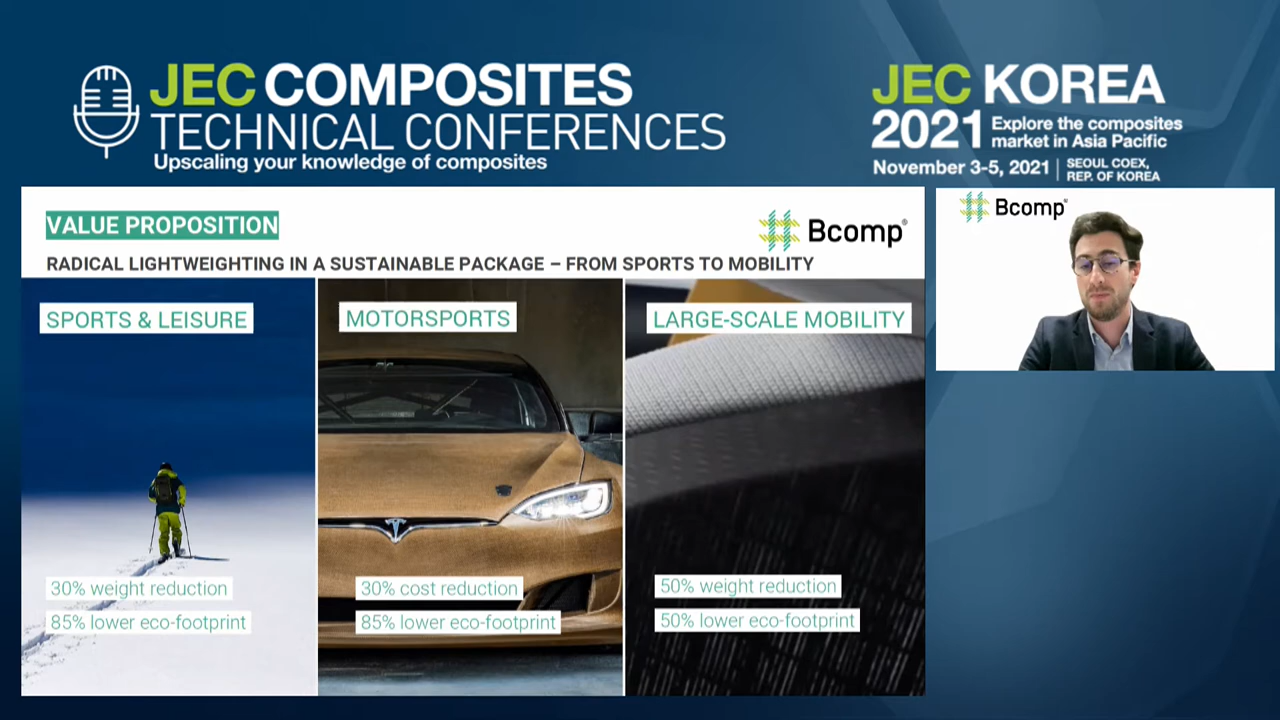 JEC COMPOSITES
TECHNICAL CONFERENCES
Upscaling your knowledge of composites
JEC KOREA
2021 Explore the composites
market in Asia Pacific
November 3-5, 2021 | SEOUL COEX,
REP. OF KOREA
VALUE PROPOSITION
Bcomp®
RADICAL LIGHTWEIGHTING IN A SUSTAINABLE PACKAGE – FROM SPORTS TO MOBILITY
SPORTS & LEISURE
30% weight reduction
85% lower eco-footprint
MOTORSPORTS
30% cost reduction
85% lower eco-footprint
LARGE-SCALE MOBILITY
50% weight reduction
50% lower eco-footprint
Bcomp®